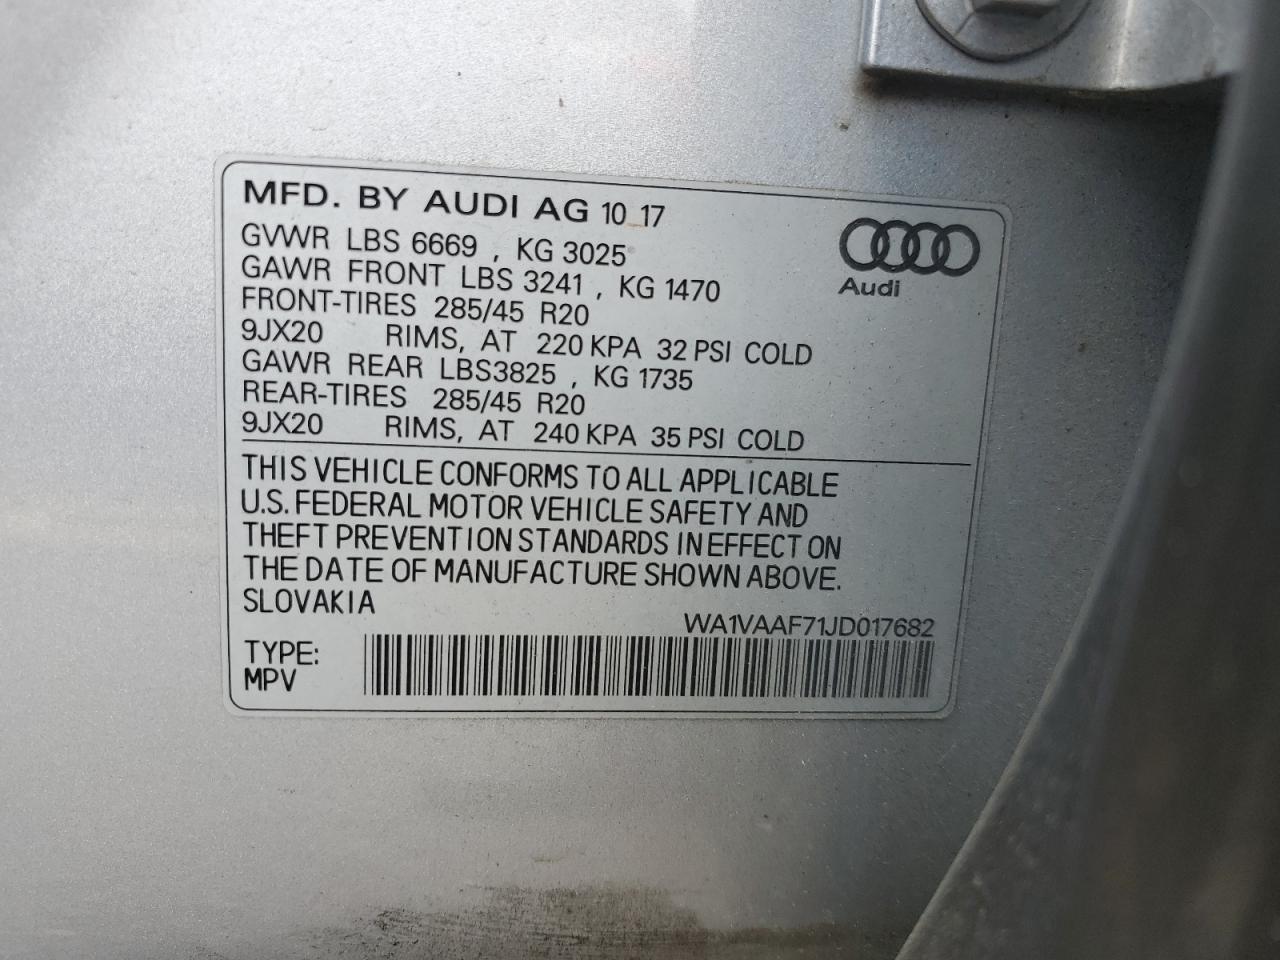 MFD. BY AUDI AG 10_17
GVWR LBS 6669 , KG 3025
GAWR FRONT LBS 3241 , KG 1470
FRONT-TIRES 285/45 R20
9JX20 RIMS, AT 220 KPA 32 PSI COLD
GAWR REAR LBS3825 , KG 1735
REAR-TIRES 285/45 R20
9JX20 RIMS, AT 240 KPA 35 PSI COLD
Audi
THIS VEHICLE CONFORMS TO ALL APPLICABLE
U.S. FEDERAL MOTOR VEHICLE SAFETY AND
THEFT PREVENTION STANDARDS IN EFFECT ON
THE DATE OF MANUFACTURE SHOWN ABOVE.
SLOVAKIA
WA1VAAF71JD017682
TYPE:
MPV